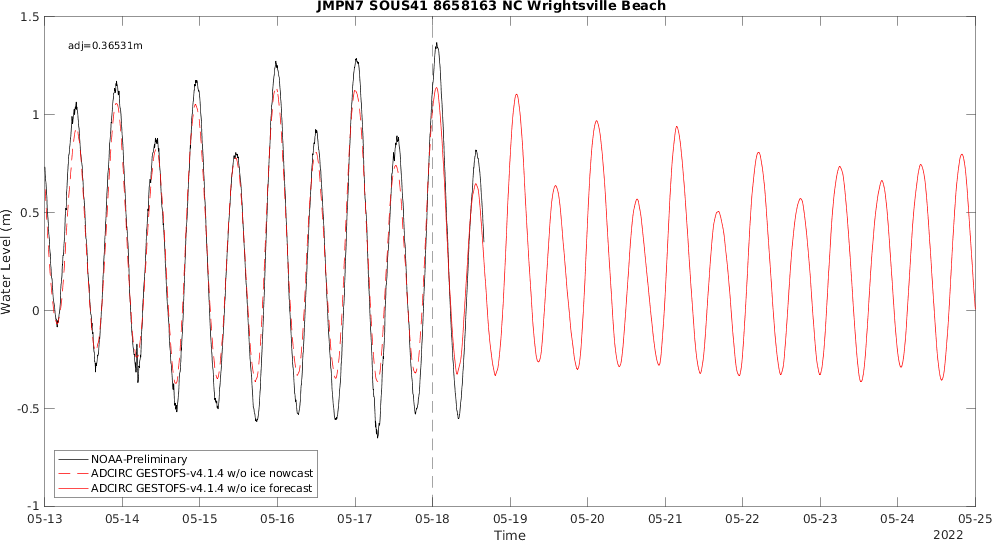 JMPN7 SOUS41 8658163 NC Wrightsville Beach
adj=0.36531m
1.5
1
0.5
0
-0.5
-1
Water Level (m)
NOAA-Preliminary
ADCIRC GESTOFS-v4.1.4 w/o ice nowcast
ADCIRC GESTOFS-v4.1.4 w/o ice forecast
05-13 05-14 05-15 05-16 05-17 05-18 05-19 05-20 05-21 05-22 05-23 05-24 05-25
Time
2022